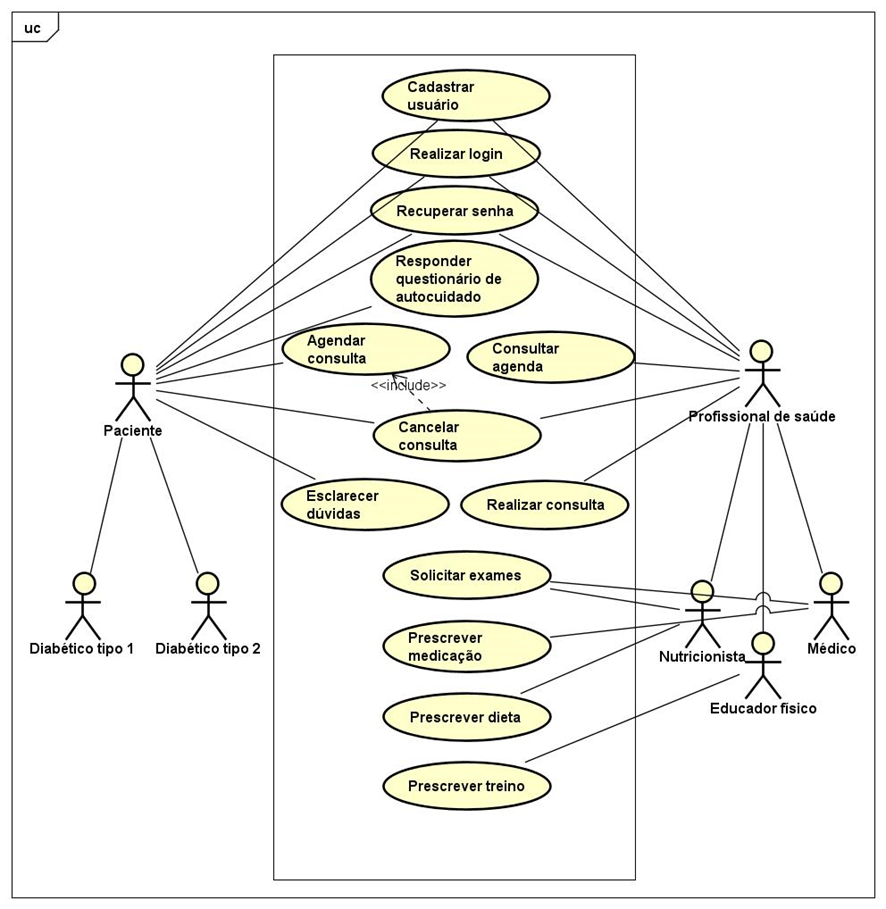 uc
Cadastrar
usuário
Realizar login
Recuperar senha
Responder
questionário de
autocuidado
Agendar
consulta
Consultar
agenda
<<include>>
Paciente
Profissional de saúde
Cancelar
consulta
Esclarecer
dúvidas
Realizar consulta
Solicitar exames
Prescrever
medicação
Diabético tipo 1
Diabético tipo 2
Nutricionista
Médico
Educador físico
Prescrever dieta
Prescrever treino